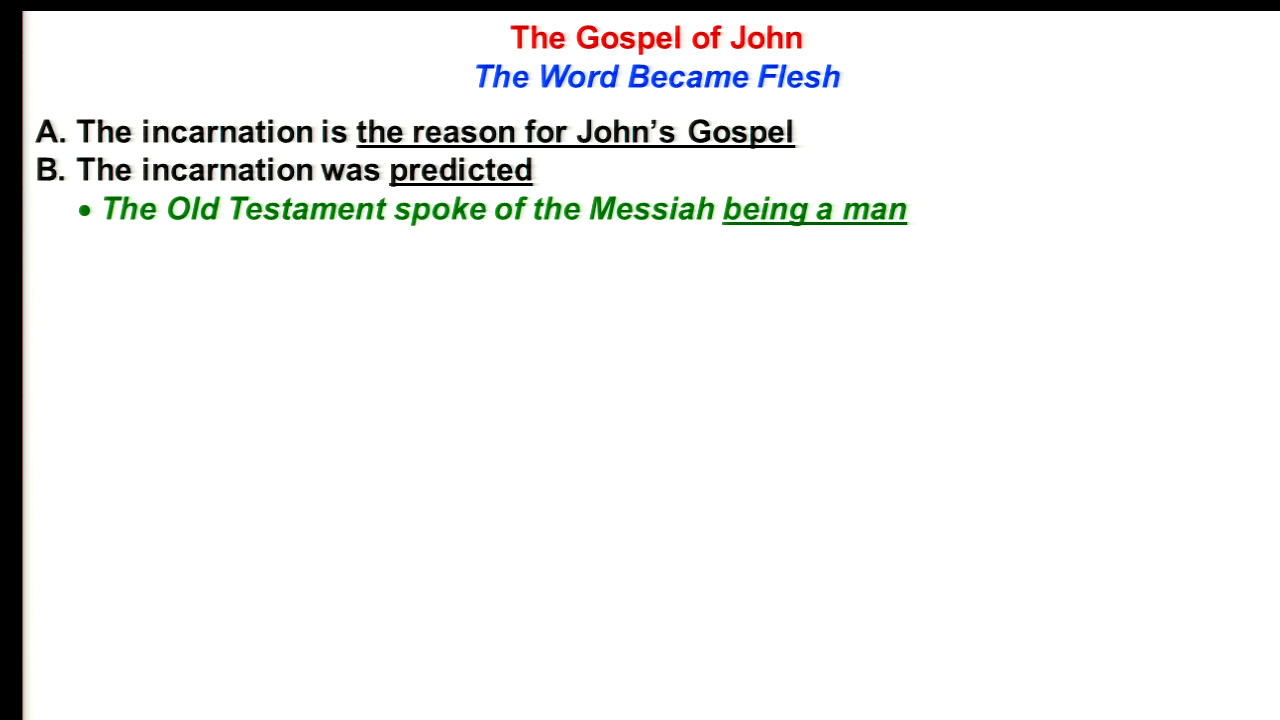 The Gospel of John
The Word Became Flesh
A. The incarnation is the reason for John’s Gospel
B. The incarnation was predicted
• The Old Testament spoke of the Messiah being a man